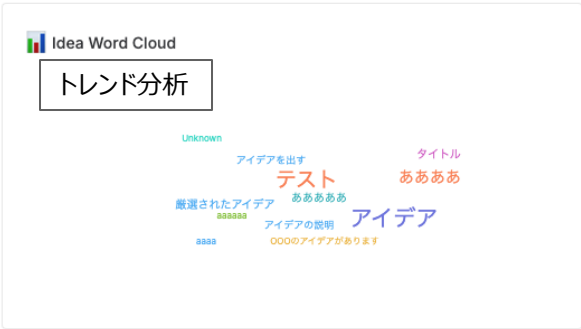 Idea Word Cloud
トレンド分析
Unknown
タイトル
アイデアを出す
テスト
ああああ
あああああ
厳選されたアイデア
aaaaaa
アイデア
アイデアの説明
aaaa
OOOのアイデアがあります